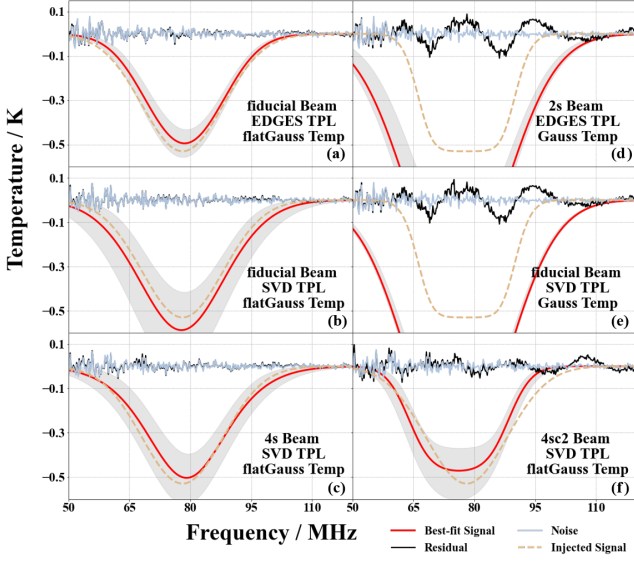 0.1
−0.1
−0.3
−0.5
fiducial Beam
EDGES TPL
flatGauss Temp
(a)
2s Beam
EDGES TPL
Gauss Temp
(d)
0.1
−0.1
−0.3
−0.5
fiducial Beam
SVD TPL
flatGauss Temp
(b)
fiducial Beam
SVD TPL
Gauss Temp
(e)
0.1
−0.1
−0.3
−0.5
4s Beam
SVD TPL
flatGauss Temp
(c)
4sc2 Beam
SVD TPL
flatGauss Temp
(f)
Temperature / K
50 65 80 95 110 50 65 80 95 110
Frequency / MHz
Best-fit Signal
Residual
Noise
Injected Signal